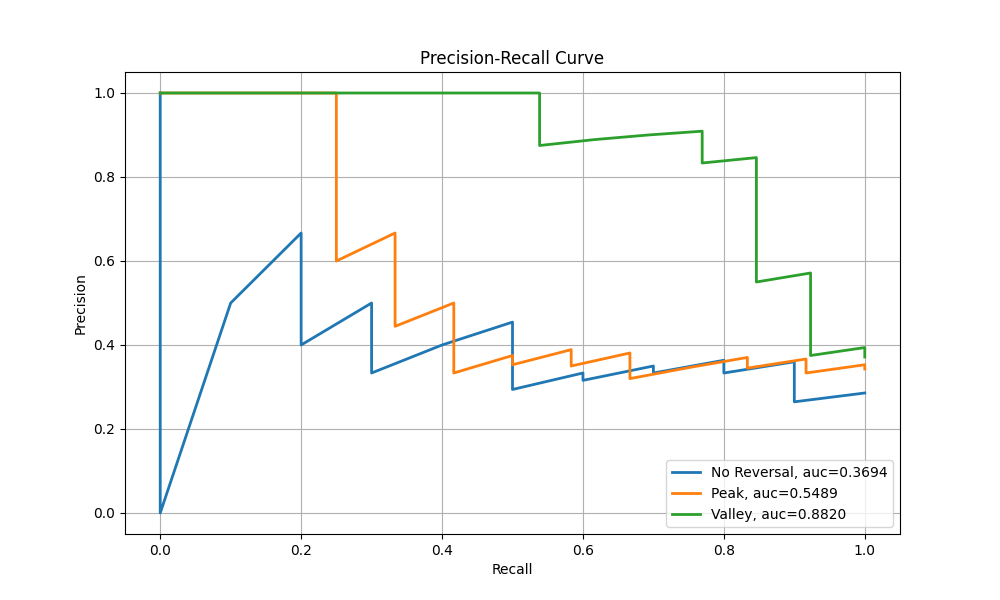 Precision-Recall Curve
Precision
1.0
0.8
0.6
0.4
0.2
0.0
0.0 0.2 0.4 0.6 0.8 1.0
Recall
No Reversal, auc=0.3694
Peak, auc=0.5489
Valley, auc=0.8820